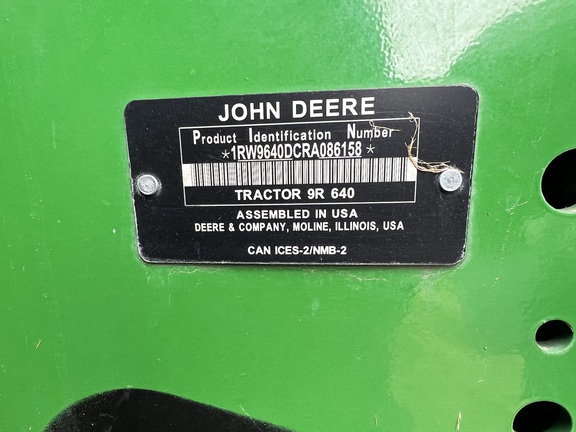 JOHN DEERE
Product Identification Number
*1RW9640DCRA086158*
TRACTOR 9R 640
ASSEMBLED IN USA
DEERE & COMPANY, MOLINE, ILLINOIS, USA
CAN ICES-2/NMB-2